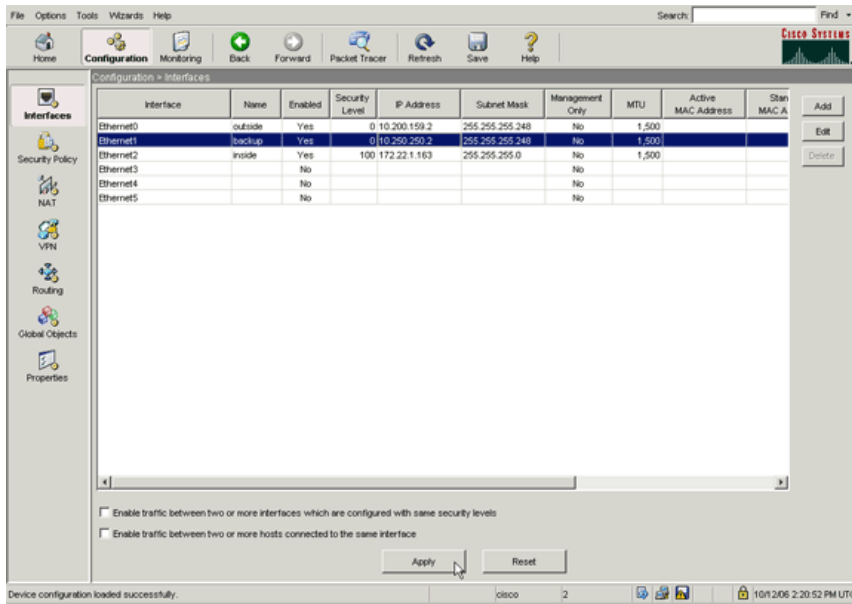 File Options Tools Wizards Help Search: Find
Home Configuration Monitoring Back Forward Packet Tracer Refresh Save Help CISCO SYSTEMS
Configuration > Interfaces
Interfaces
Security Policy
NAT
VPN
Routing
Global Objects
Properties
Interface Name Enabled Security Level IP Address Subnet Mask Management Only MTU Active MAC Address Stan MAC A
Ethernet0 outside Yes 0 10.200.159.2 255.255.255.248 No 1,500
Ethernet1 backup Yes 0 10.250.250.2 255.255.255.248 No 1,500
Ethernet2 inside Yes 100 172.22.1.163 255.255.255.0 No 1,500
Ethernet3 No No
Ethernet4 No No
Ethernet5 No No
Add
Edit
Delete
Enable traffic between two or more interfaces which are configured with same security levels
Enable traffic between two or more hosts connected to the same interface
Apply Reset
Device configuration loaded successfully. cisco 2 10/12/06 2:20:52 PM UTC